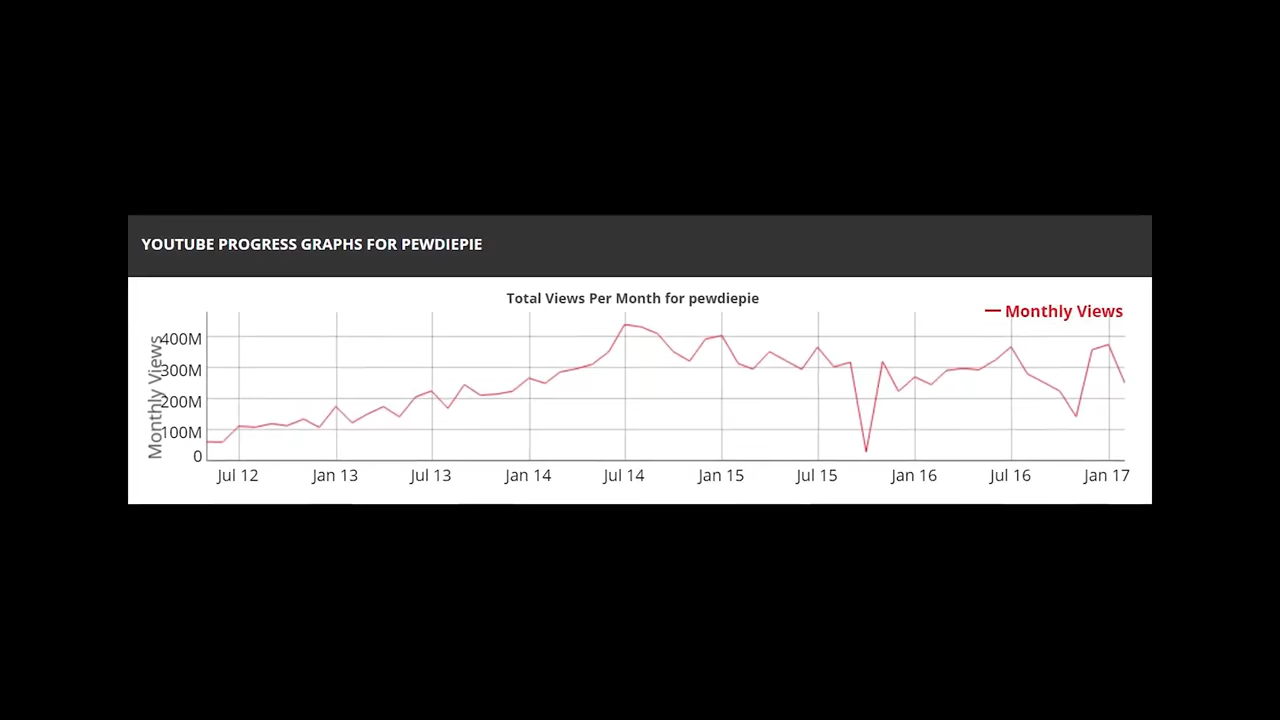 YOUTUBE PROGRESS GRAPHS FOR PEWDIEPIE
Total Views Per Month for pewdiepie
Monthly Views
Monthly Views
400M
300M
200M
100M
0
Jul 12 Jan 13 Jul 13 Jan 14 Jul 14 Jan 15 Jul 15 Jan 16 Jul 16 Jan 17